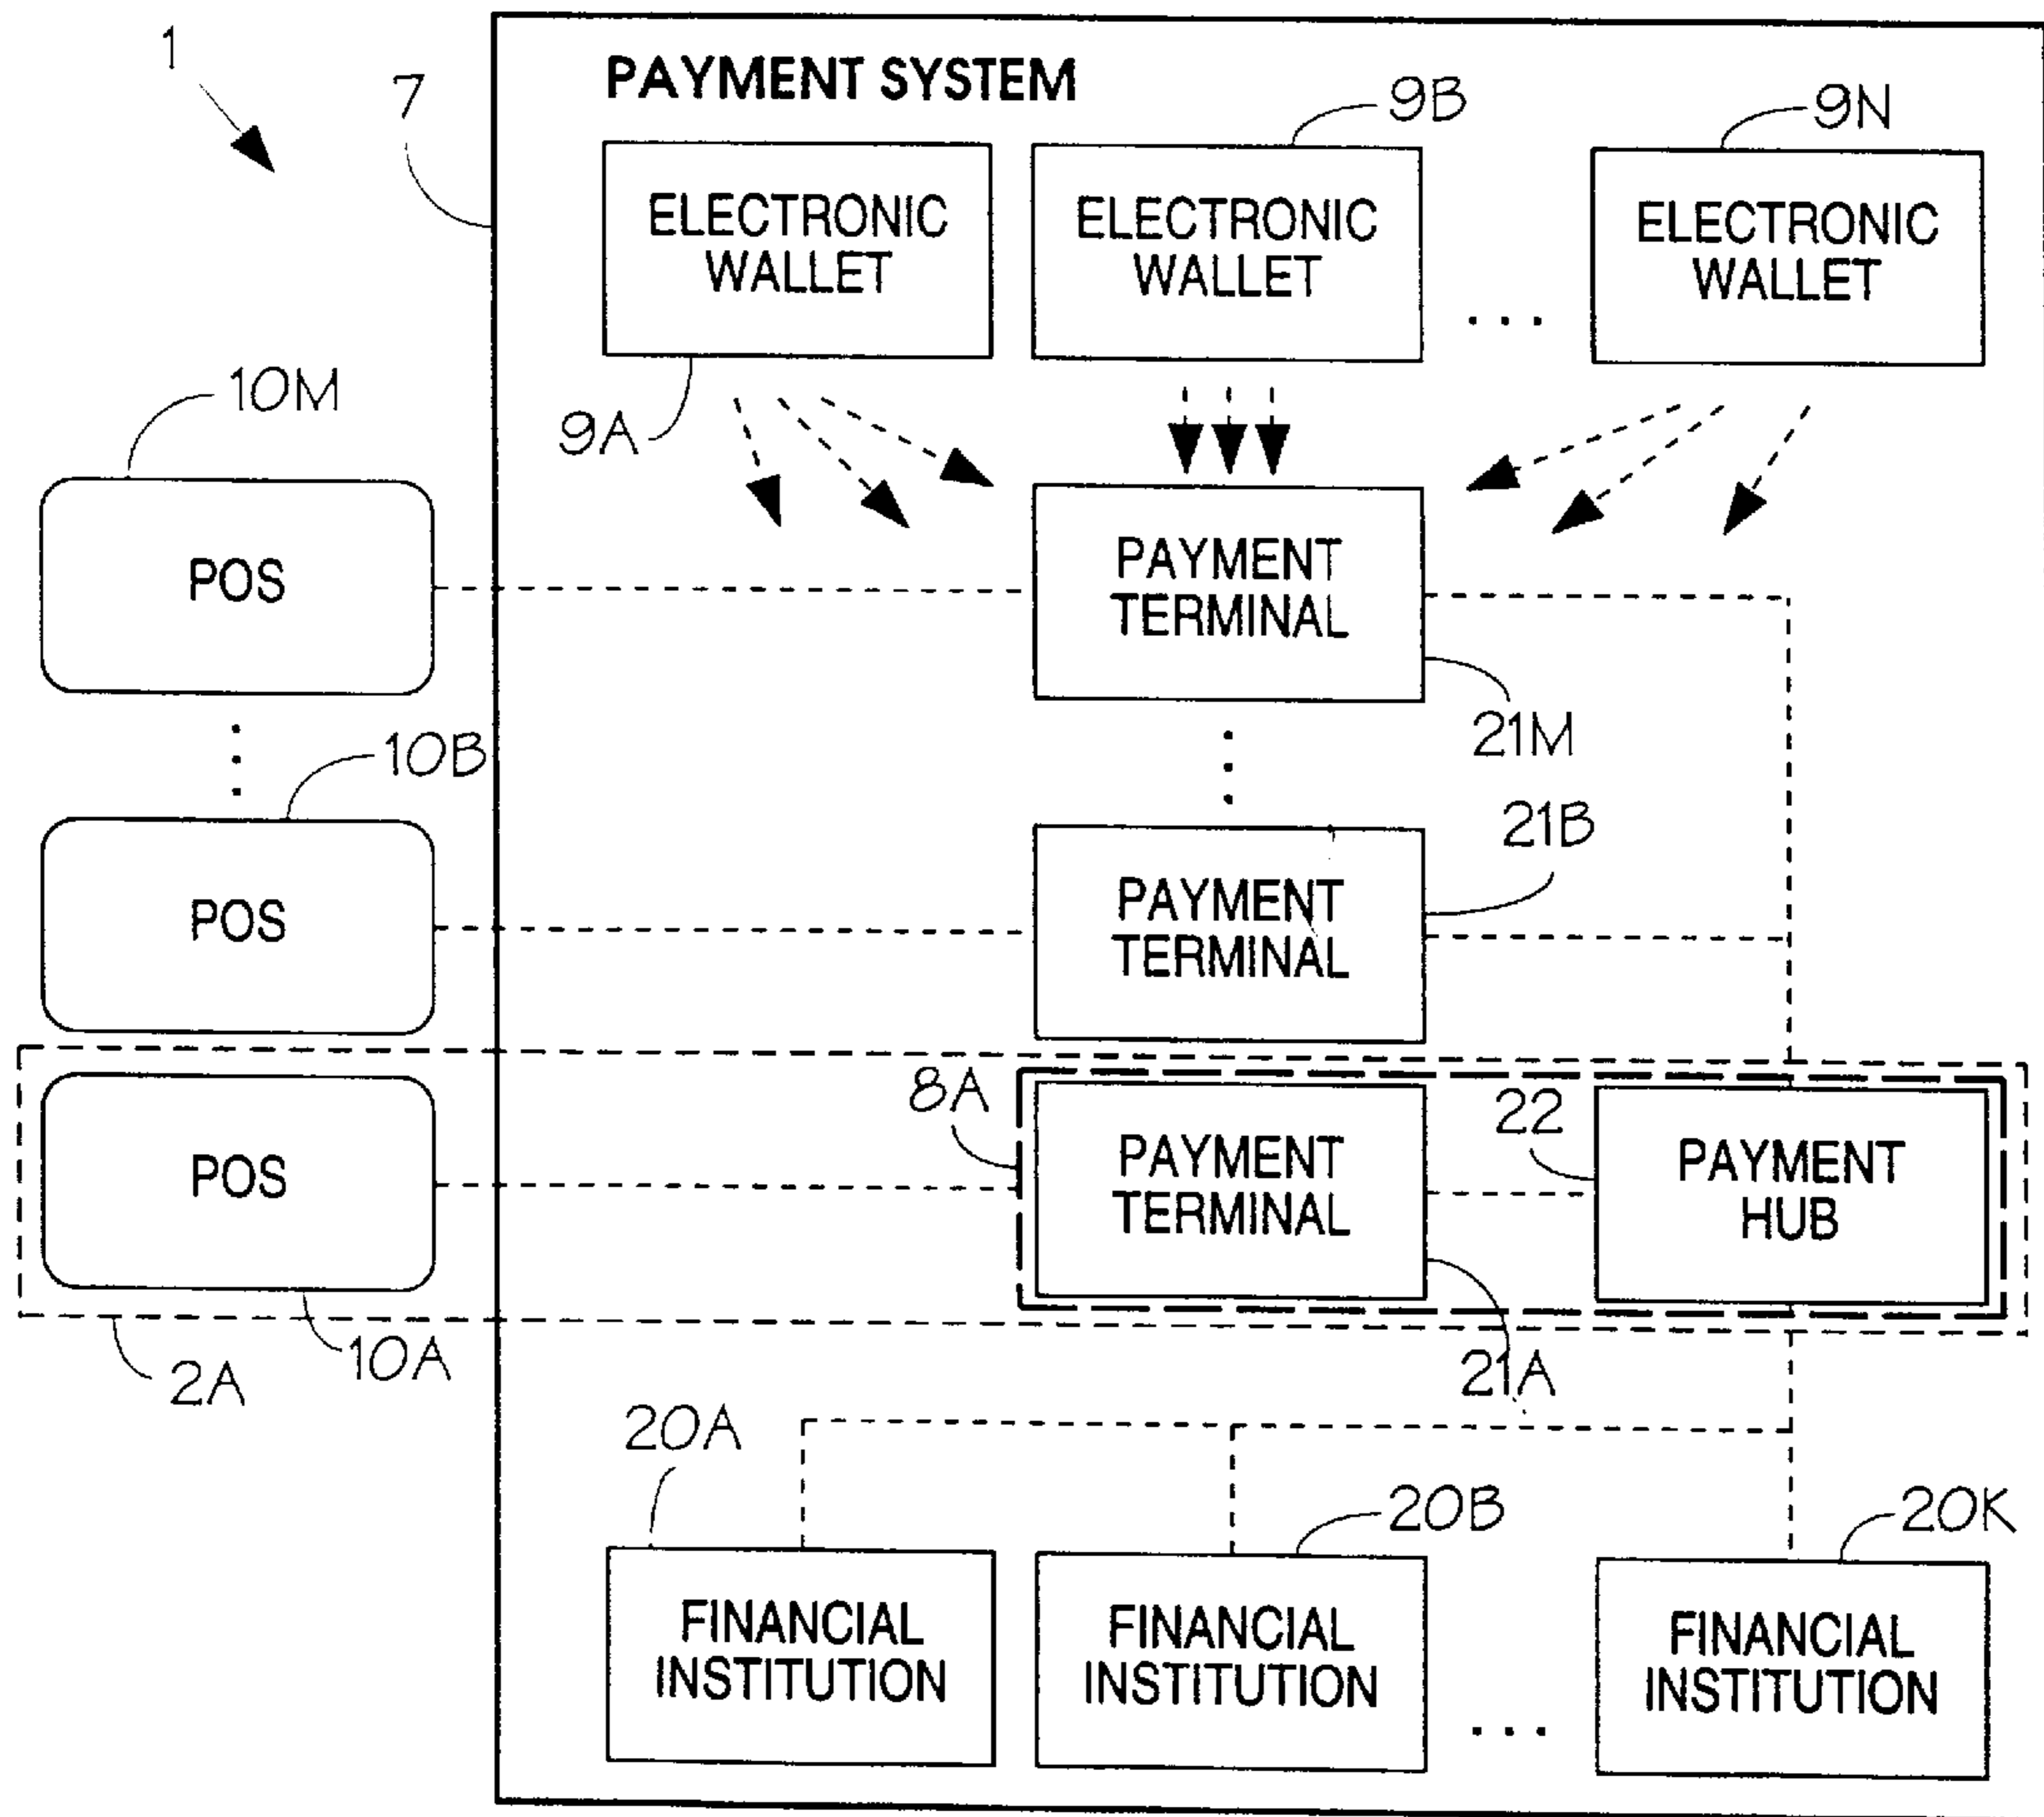 1
7
PAYMENT SYSTEM
9B
9N
ELECTRONIC
WALLET
ELECTRONIC
WALLET
ELECTRONIC
WALLET
...
9A
10M
POS
PAYMENT
TERMINAL
21M
10B
21B
POS
PAYMENT
TERMINAL
8A
22
POS
PAYMENT
TERMINAL
PAYMENT
HUB
2A
10A
21A
20A
20B
20K
FINANCIAL
INSTITUTION
FINANCIAL
INSTITUTION
...
FINANCIAL
INSTITUTION